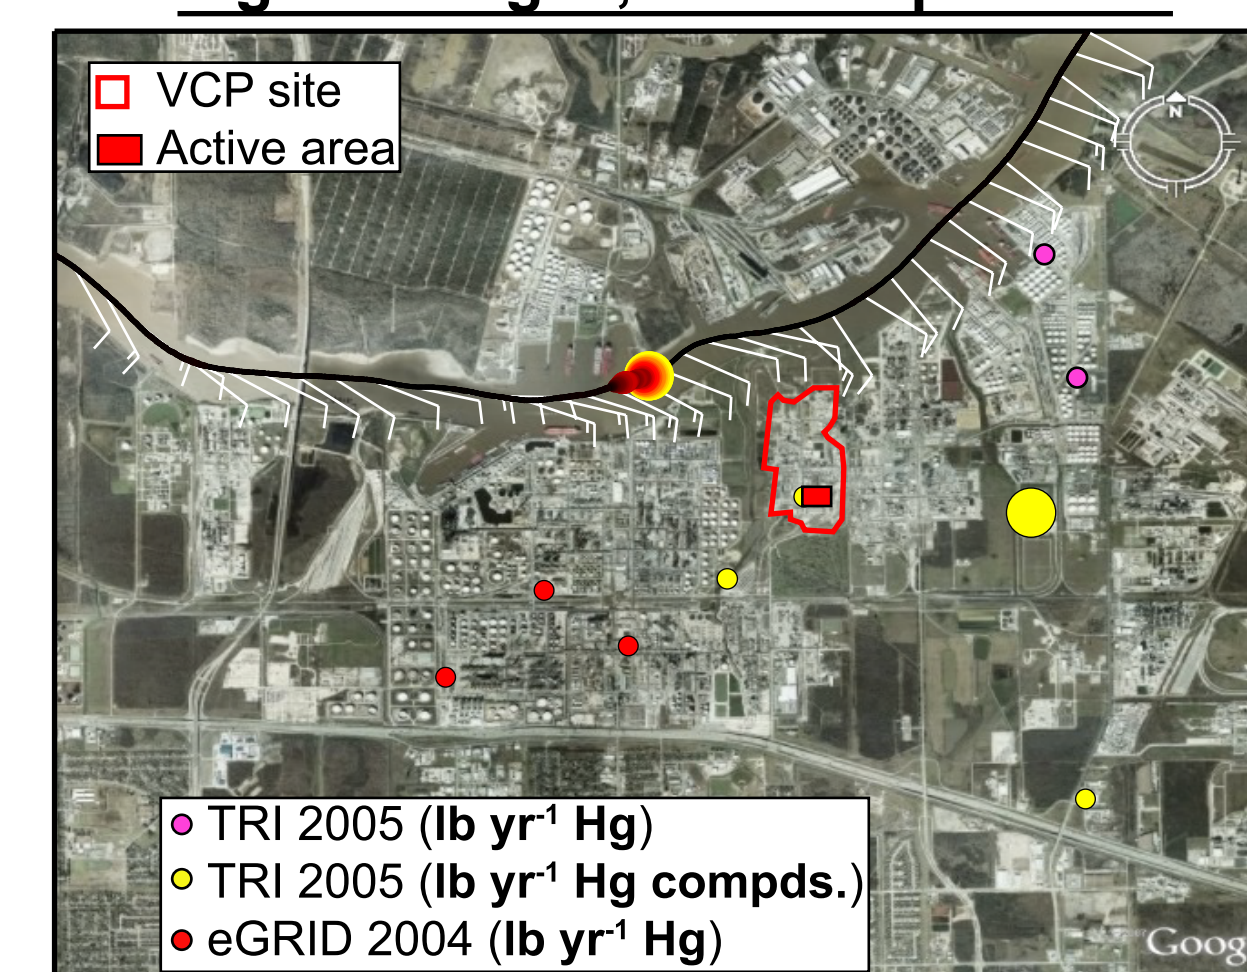 VCP site
Active area
N
TRI 2005 (lb yr-1 Hg)
TRI 2005 (lb yr-1 Hg compds.)
eGRID 2004 (lb yr-1 Hg)
Goog